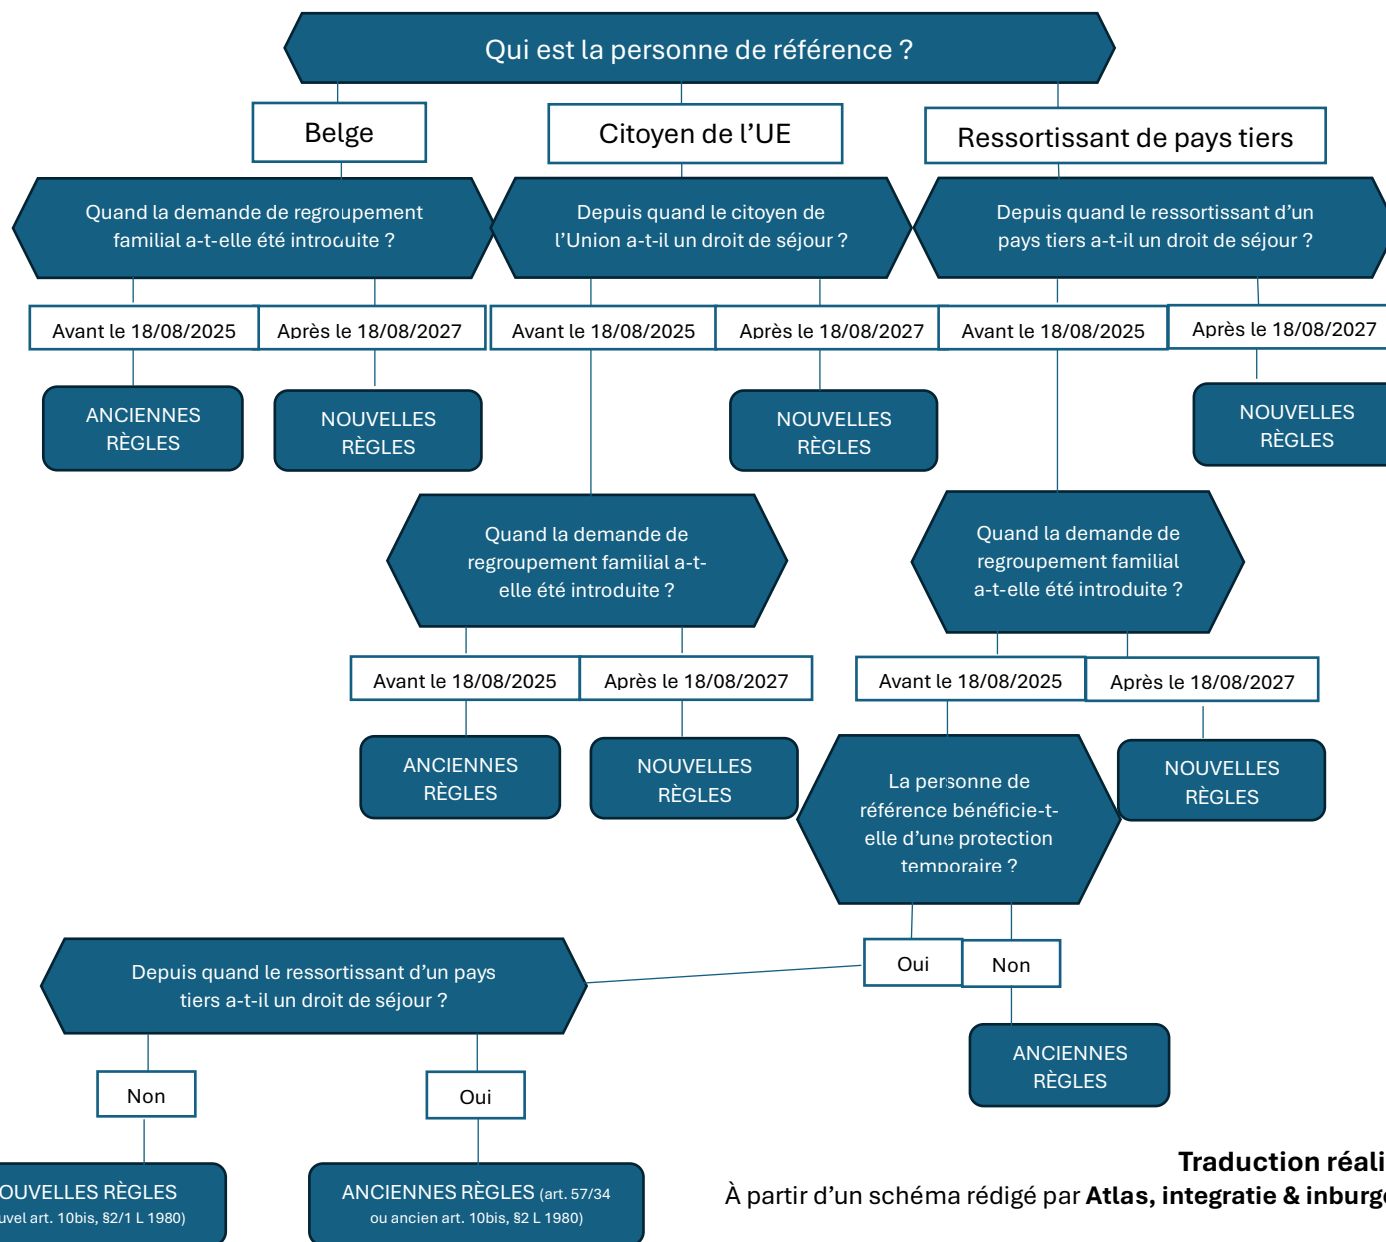 Qui est la personne de référence ?
Belge
Citoyen de l’UE
Ressortissant de pays tiers
Quand la demande de regroupement
familial a-t-elle été introduite ?
Depuis quand le citoyen de
l’Union a-t-il un droit de séjour ?
Depuis quand le ressortissant d’un
pays tiers a-t-il un droit de séjour ?
Avant le 18/08/2025
Après le 18/08/2027
Avant le 18/08/2025
Après le 18/08/2027
Avant le 18/08/2025
Après le 18/08/2027
ANCIENNES
RÈGLES
NOUVELLES
RÈGLES
NOUVELLES
RÈGLES
NOUVELLES
RÈGLES
Quand la demande de
regroupement familial a-t-
elle été introduite ?
Quand la demande de
regroupement familial
a-t-elle été introduite ?
Avant le 18/08/2025
Après le 18/08/2027
Avant le 18/08/2025
Après le 18/08/2027
ANCIENNES
RÈGLES
NOUVELLES
RÈGLES
La personne de
référence bénéficie-t-
elle d’une protection
temporaire ?
NOUVELLES
RÈGLES
Oui
Non
Depuis quand le ressortissant d’un pays
tiers a-t-il un droit de séjour ?
ANCIENNES
RÈGLES
Non
Oui
OUVELLES RÈGLES
uvel art. 10bis, §2/1 L 1980)
ANCIENNES RÈGLES (art. 57/34
ou ancien art. 10bis, §2 L 1980)
Traduction réali
À partir d’un schéma rédigé par Atlas, integratie & inburge